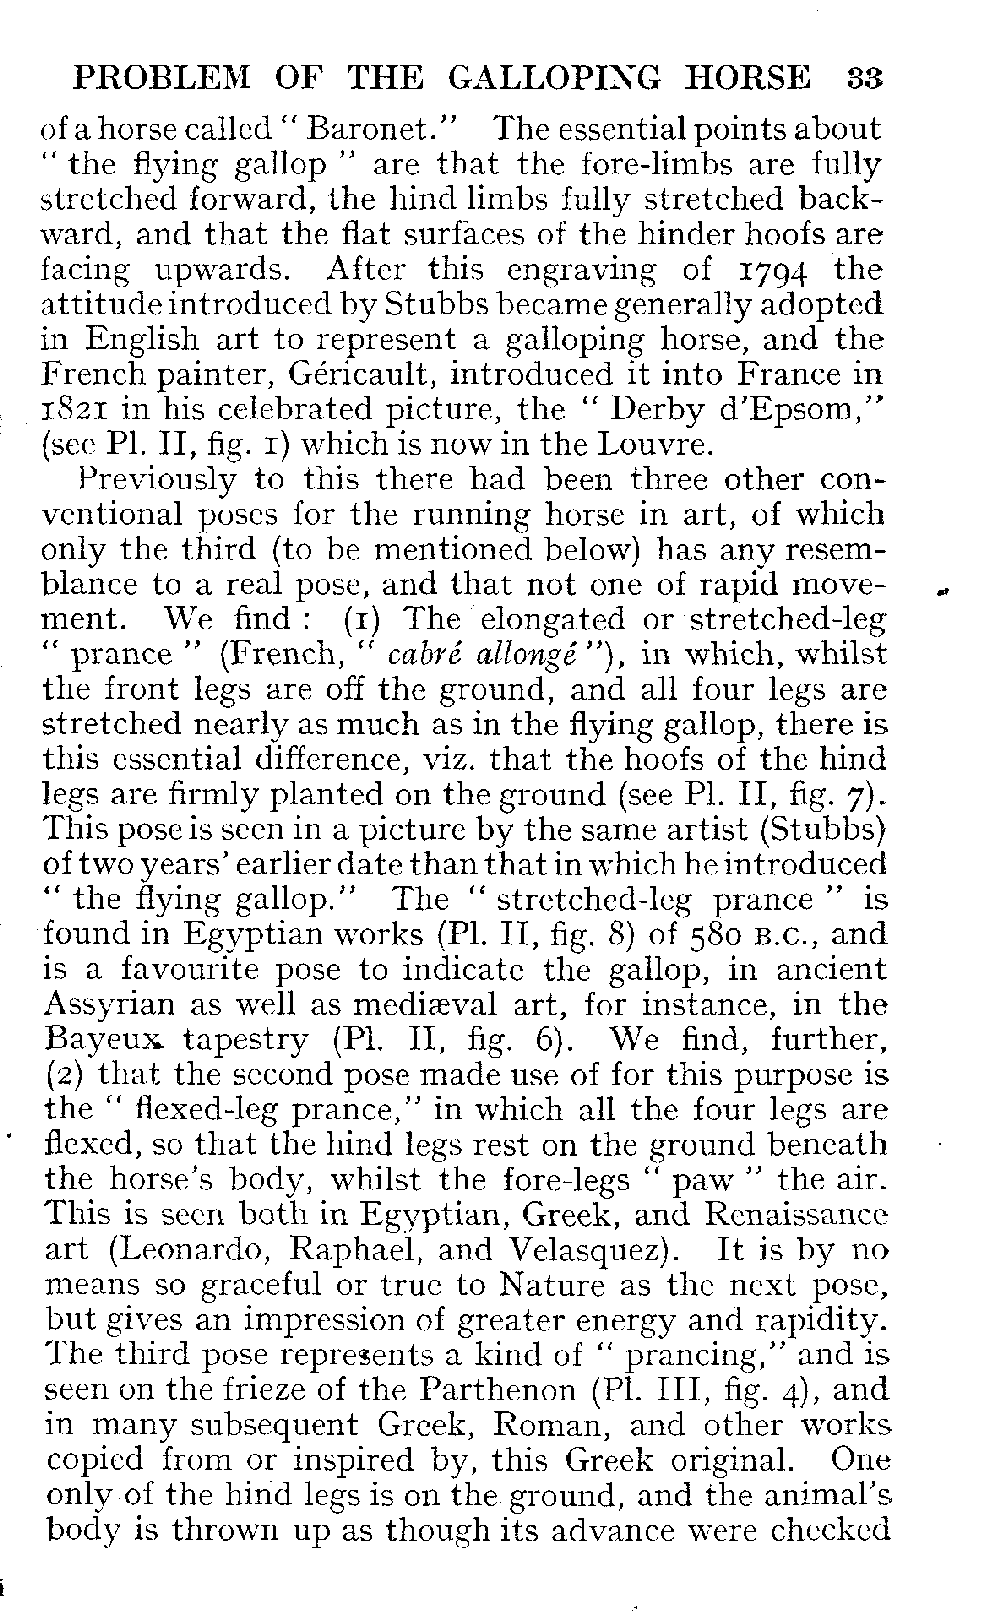 PROBLEM OF THE GALLOPING HORSE 33
of a horse called " Baronet." The essential points about
" the flying gallop " are that the fore-limbs are fully
stretched forward, the hind limbs fully stretched back-
ward, and that the flat surfaces of the hinder hoofs are
facing upwards. After this engraving of 1794 the
attitude introduced by Stubbs became generally adopted
in English art to represent a galloping horse, and the
French painter, Géricault, introduced it into France in
1821 in his celebrated picture, the " Derby d'Epsom,"
(see Pl. II, fig. 1) which is now in the Louvre.
Previously to this there had been three other con-
ventional poses for the running horse in art, of which
only the third (to be mentioned below) has any resem-
blance to a real pose, and that not one of rapid move-
ment. We find : (1) The elongated or stretched-leg
" prance " (French, " cabré allongé "), in which, whilst
the front legs are off the ground, and all four legs are
stretched nearly as much as in the flying gallop, there is
this essential difference, viz. that the hoofs of the hind
legs are firmly planted on the ground (see Pl. II, fig. 7).
This pose is seen in a picture by the same artist (Stubbs)
of two years' earlier date than that in which he introduced
" the flying gallop." The " stretched-leg prance " is
found in Egyptian works (Pl. II, fig. 8) of 580 B.C., and
is a favourite pose to indicate the gallop, in ancient
Assyrian as well as mediæval art, for instance, in the
Bayeux tapestry (Pl. II, fig. 6). We find, further,
(2) that the second pose made use of for this purpose is
the " flexed-leg prance," in which all the four legs are
flexed, so that the hind legs rest on the ground beneath
the horse's body, whilst the fore-legs " paw " the air.
This is seen both in Egyptian, Greek, and Renaissance
art (Leonardo, Raphael, and Velasquez). It is by no
means so graceful or true to Nature as the next pose,
but gives an impression of greater energy and rapidity.
The third pose represents a kind of " prancing," and is
seen on the frieze of the Parthenon (Pl. III, fig. 4), and
in many subsequent Greek, Roman, and other works
copied from or inspired by, this Greek original. One
only of the hind legs is on the ground, and the animal's
body is thrown up as though its advance were checked